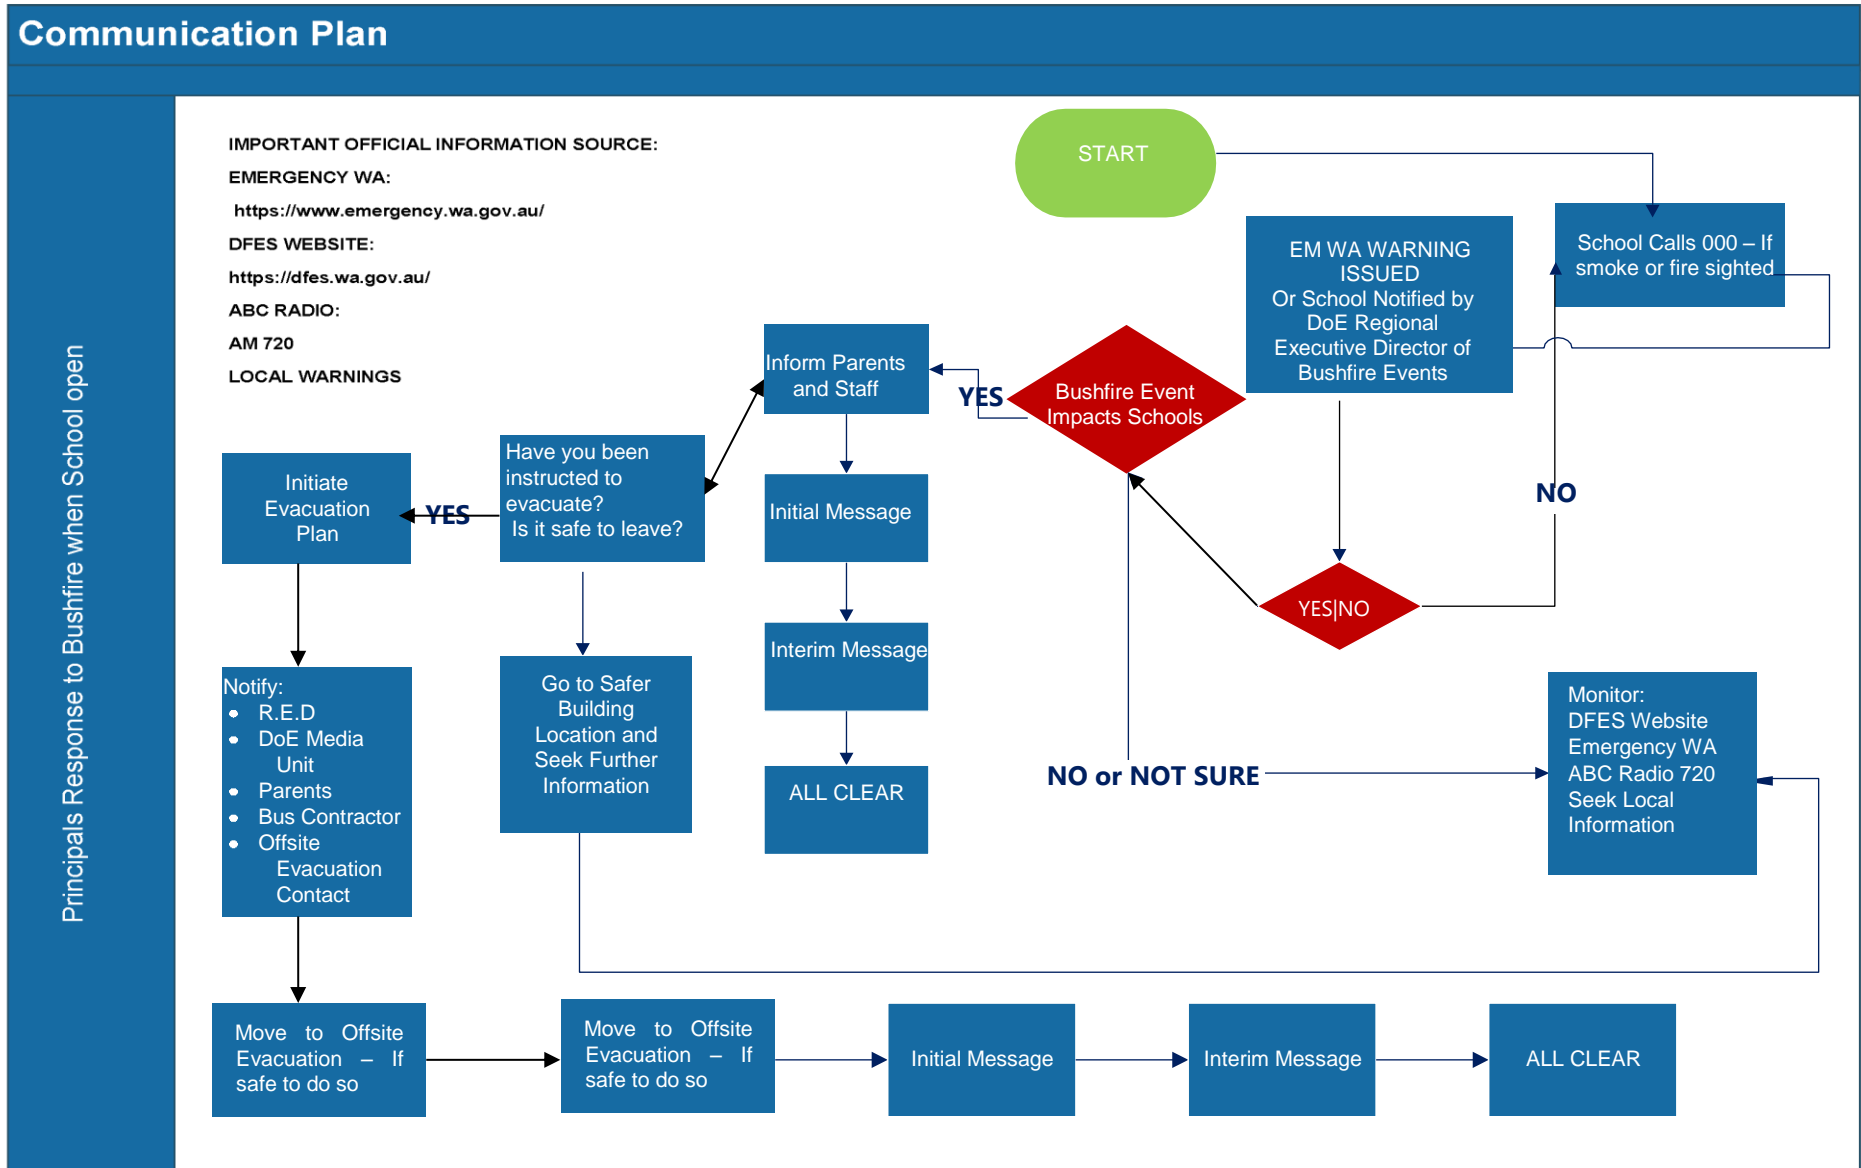 Communication Plan
Principals Response to Bushfire when School open
IMPORTANT OFFICIAL INFORMATION SOURCE:
EMERGENCY WA:
https://www.emergency.wa.gov.au/
DFES WEBSITE:
https://dfes.wa.gov.au/
ABC RADIO:
AM 720
LOCAL WARNINGS
START
School Calls 000 – If
smoke or fire sighted
EM WA WARNING
ISSUED
Or School Notified by
DoE Regional
Executive Director of
Bushfire Events
YES|NO
NO
Bushfire Event
Impacts Schools
YES
NO or NOT SURE
Monitor:
DFES Website
Emergency WA
ABC Radio 720
Seek Local
Information
Inform Parents
and Staff
Initial Message
Interim Message
ALL CLEAR
Have you been
instructed to
evacuate?
Is it safe to leave?
YES
Go to Safer
Building
Location and
Seek Further
Information
Initiate
Evacuation
Plan
Notify:
• R.E.D
• DoE Media
Unit
• Parents
• Bus Contractor
• Offsite
Evacuation
Contact
Move to Offsite
Evacuation – If
safe to do so
Move to Offsite
Evacuation – If
safe to do so
Initial Message
Interim Message
ALL CLEAR